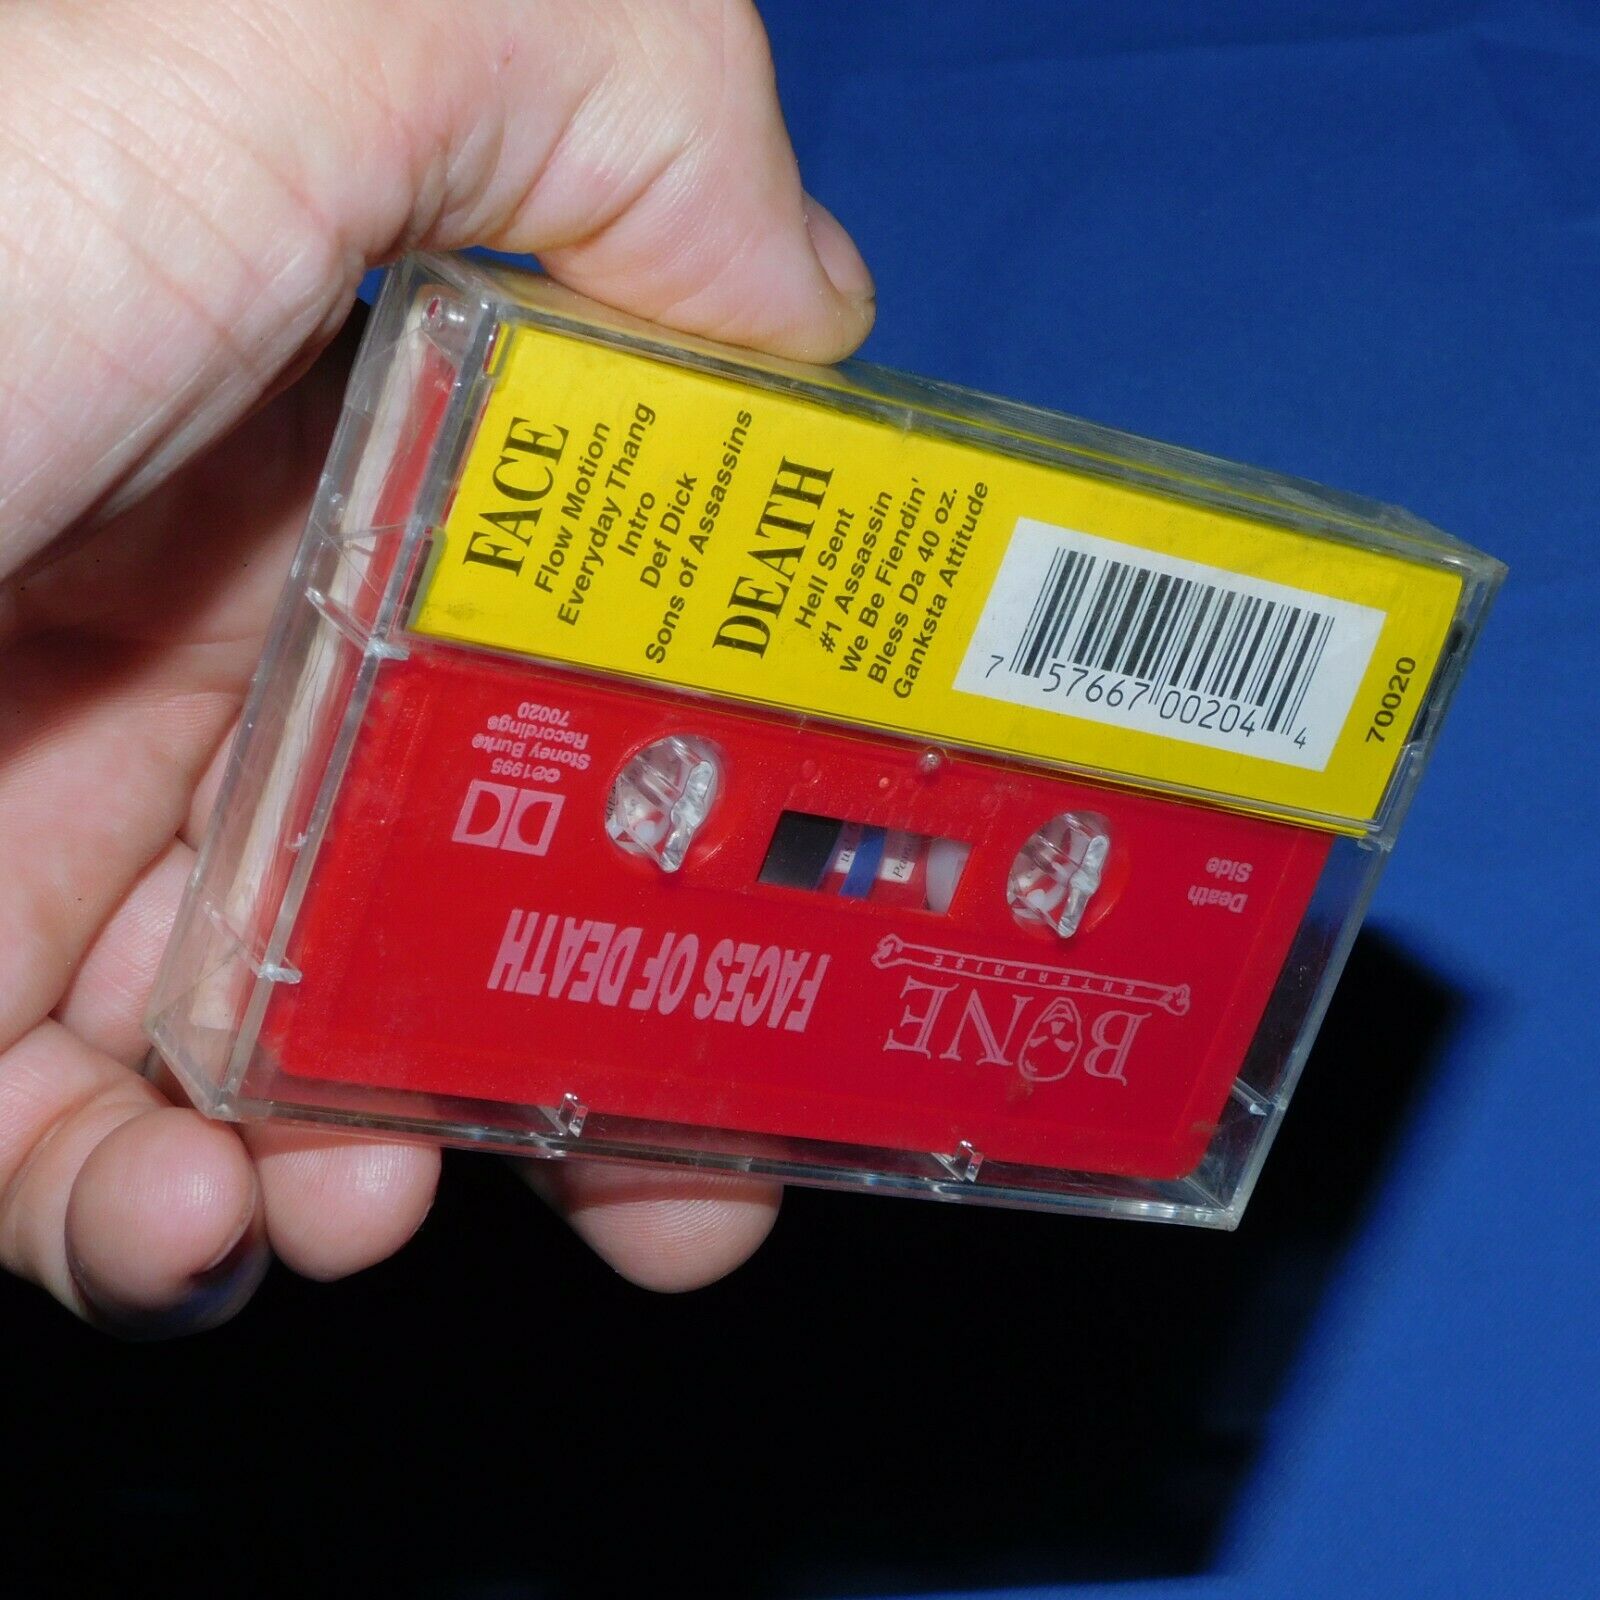 FACE
Flow Motion
Everyday Thang
Intro
Def Dick
Sons of Assassins
DEATH
Hell Sent
#1 Assassin
We Be Fiendin'
Bless Da 40 oz.
Ganksta Attitude
7 57667 00204 4
70020
BONE
ENTERPRISE
FACES OF DEATH
Death
Side
©℗1995
Stoney Burke
Recordings
70020